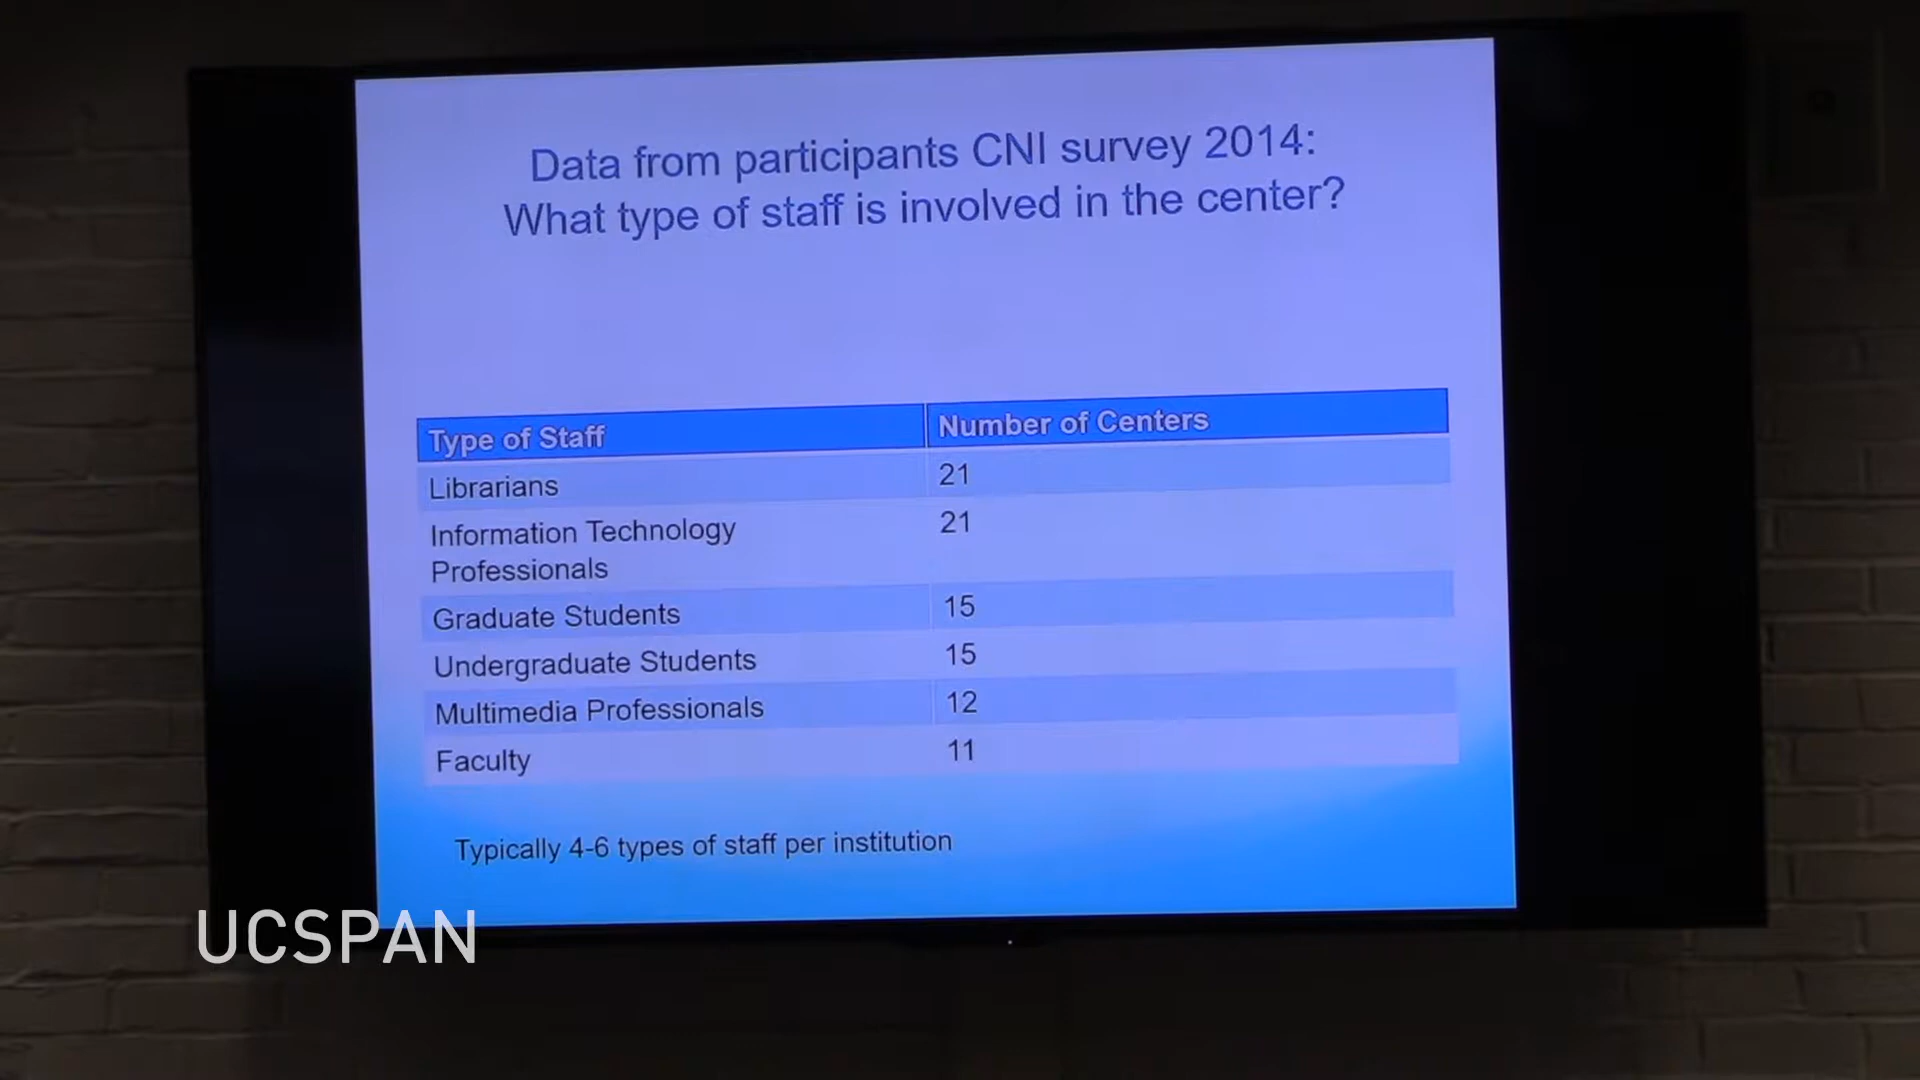 Data from participants CNI survey 2014:
What type of staff is involved in the center?
Type of Staff Number of Centers
Librarians 21
Information Technology 21
Professionals
Graduate Students 15
Undergraduate Students 15
Multimedia Professionals 12
Faculty 11
Typically 4-6 types of staff per institution
UCSPAN